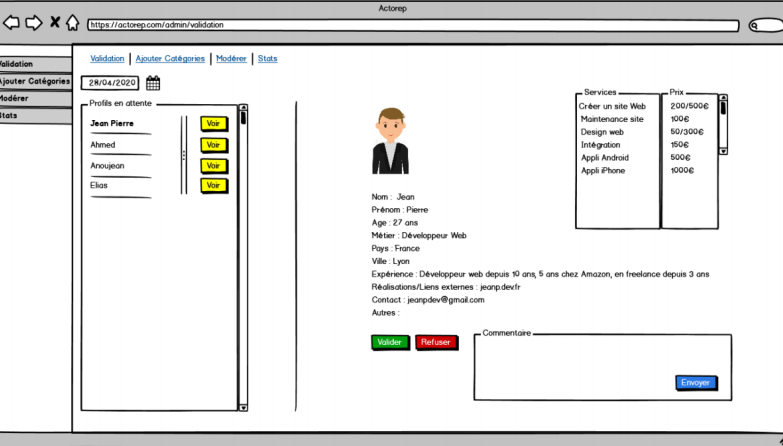 Actorep
https://actorep.com/admin/validation
Validation
Ajouter Catégories
Modérer
Stats
Validation | Ajouter Catégories | Modérer | Stats
28/04/2020
Profils en attente
Jean Pierre Voir
Ahmed Voir
Anoujean Voir
Elias Voir
Services Prix
Créer un site Web 200/500€
Maintenance site 100€
Design web 50/300€
Intégration 150€
Appli Android 500€
Appli iPhone 1000€
Nom : Jean
Prénom : Pierre
Age : 27 ans
Métier : Développeur Web
Pays : France
Ville : Lyon
Expérience : Développeur web depuis 10 ans, 5 ans chez Amazon, en freelance depuis 3 ans
Réalisations/Liens externes : jeanp.dev.fr
Contact : jeanpdev@gmail.com
Autres :
Valider Refuser
Commentaire
Envoyer